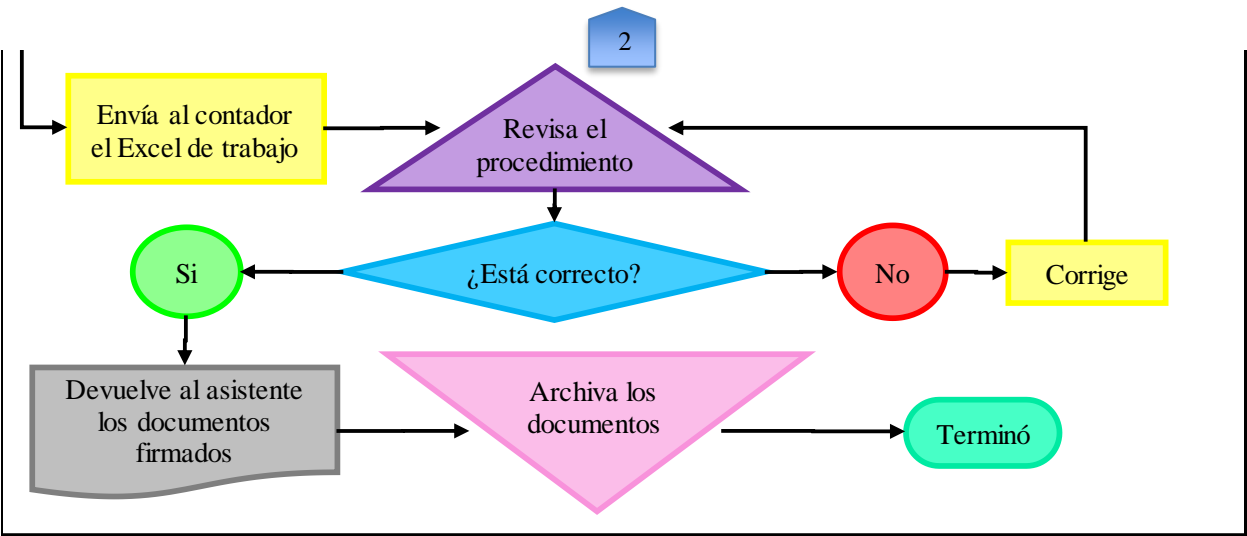 2
Envía al contador
el Excel de trabajo
Revisa el
procedimiento
Si
¿Está correcto?
No
Corrige
Devuelve al asistente
los documentos
firmados
Archiva los
documentos
Terminó